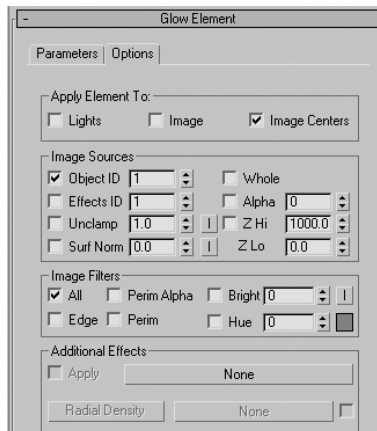 - Glow Element
Parameters Options
Apply Element To:
Lights Image Image Centers
Image Sources
Object ID 1 Whole
Effects ID 1 Alpha 0
Unclamp 1.0 I Z Hi 1000.0
Surf Norm 0.0 I Z Lo 0.0
Image Filters
All Perim Alpha Bright 0 I
Edge Perim Hue 0
Additional Effects
Apply None
Radial Density None